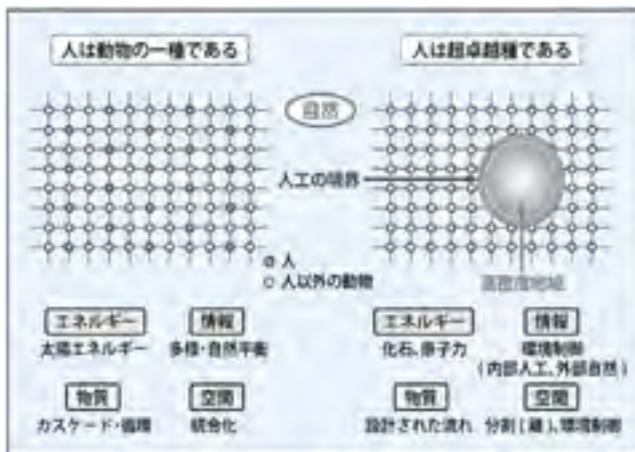 人は動物の一種である
人は超卓越種である
自然
人工の境界
人
人以外の動物
高密度地域
エネルギー
太陽エネルギー
情報
多様・自然平衡
物質
カスケード・循環
空間
統合化
エネルギー
化石、原子力
情報
環境制御
(内部人工、外部自然)
物質
設計された流れ
空間
分割(離)、環境制御